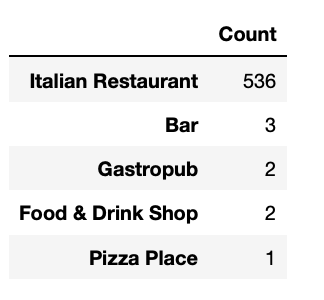 Count
Italian Restaurant 536
Bar 3
Gastropub 2
Food & Drink Shop 2
Pizza Place 1